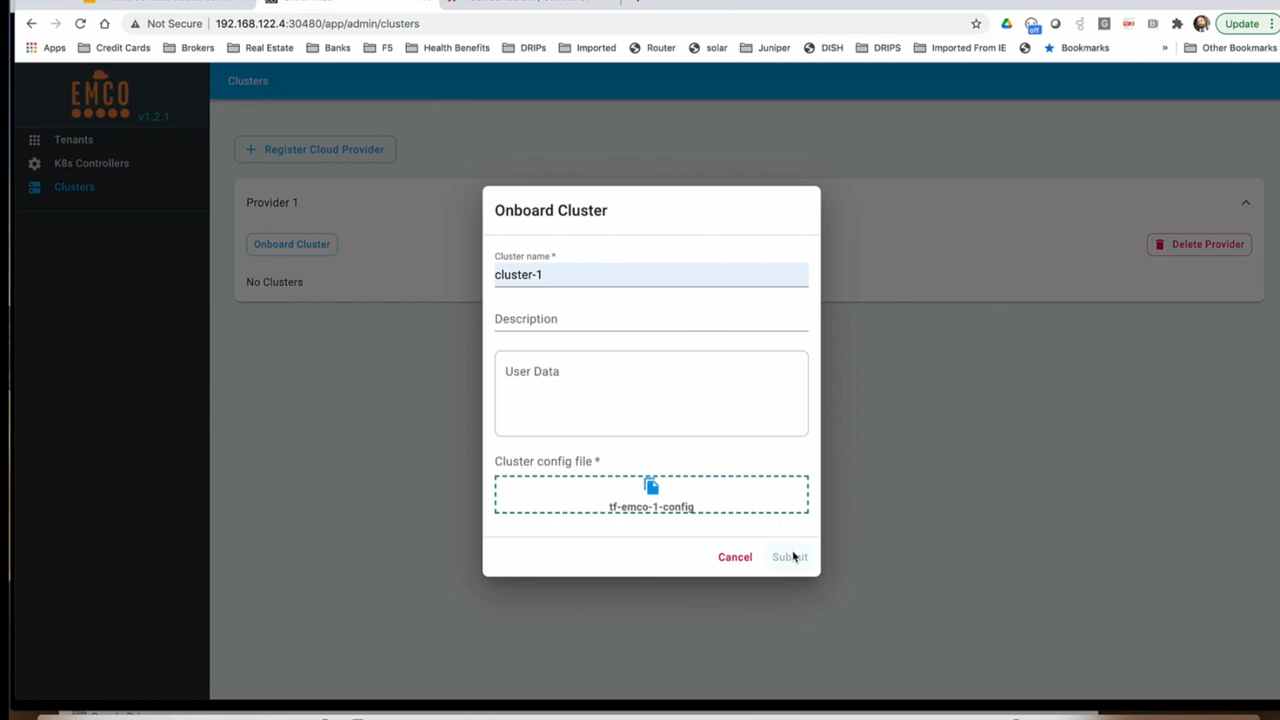 Not Secure
192.168.122.4:30480/app/admin/clusters
Update
off
Apps
Credit Cards
Brokers
Real Estate
Banks
F5
Health Benefits
DRIPs
Imported
Router
solar
Juniper
DISH
DRIPS
Imported From IE
Bookmarks
»
Other Bookmarks
EMCO
v1.2.1
Clusters
Tenants
K8s Controllers
Clusters
+ Register Cloud Provider
Provider 1
Onboard Cluster
Delete Provider
No Clusters
Onboard Cluster
Cluster name *
cluster-1
Description
User Data
Cluster config file *
tf-emco-1-config
Cancel
Submit